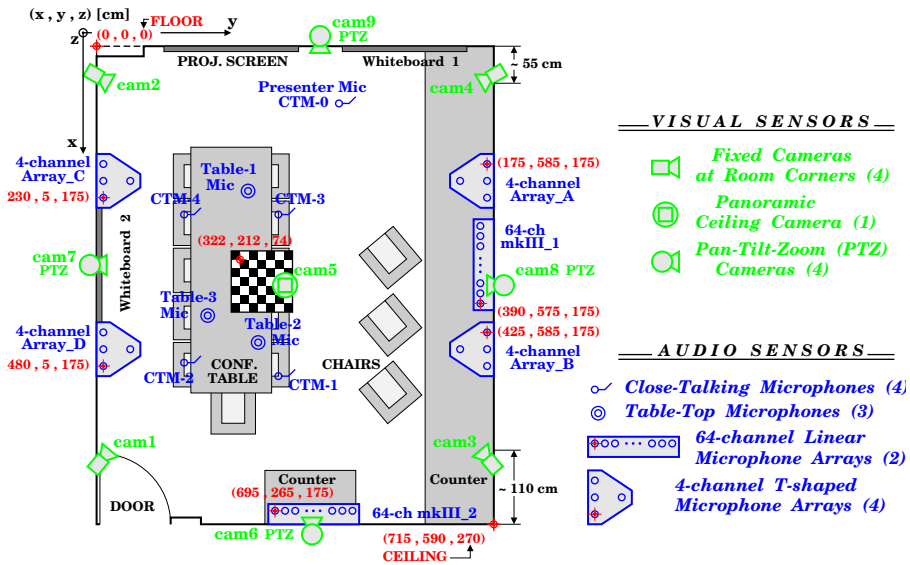 (x , y , z) [cm]
FLOOR
y
z
(0 , 0 , 0)
cam9
PTZ
PROJ. SCREEN
Whiteboard 1
~ 55 cm
cam2
Presenter Mic
CTM-0
cam4
x
4-channel
Array_C
230 , 5 , 175)
Table-1
Mic
CTM-4
CTM-3
(175 , 585 , 175)
4-channel
Array_A
64-ch
mkIII_1
Whiteboard 2
cam7
PTZ
(322 , 212 , 74)
cam5
cam8 PTZ
(390 , 575 , 175)
Table-3
Mic
Table-2
Mic
4-channel
Array_D
480 , 5 , 175)
(425 , 585 , 175)
4-channel
Array_B
CTM-2
CONF.
TABLE
CTM-1
CHAIRS
cam1
cam3
DOOR
Counter
(695 , 265 , 175)
Counter
~ 110 cm
64-ch mkIII_2
cam6 PTZ
(715 , 590 , 270)
CEILING
VISUAL SENSORS
Fixed Cameras
at Room Corners (4)
Panoramic
Ceiling Camera (1)
Pan-Tilt-Zoom (PTZ)
Cameras (4)
AUDIO SENSORS
Close-Talking Microphones (4)
Table-Top Microphones (3)
64-channel Linear
Microphone Arrays (2)
4-channel T-shaped
Microphone Arrays (4)